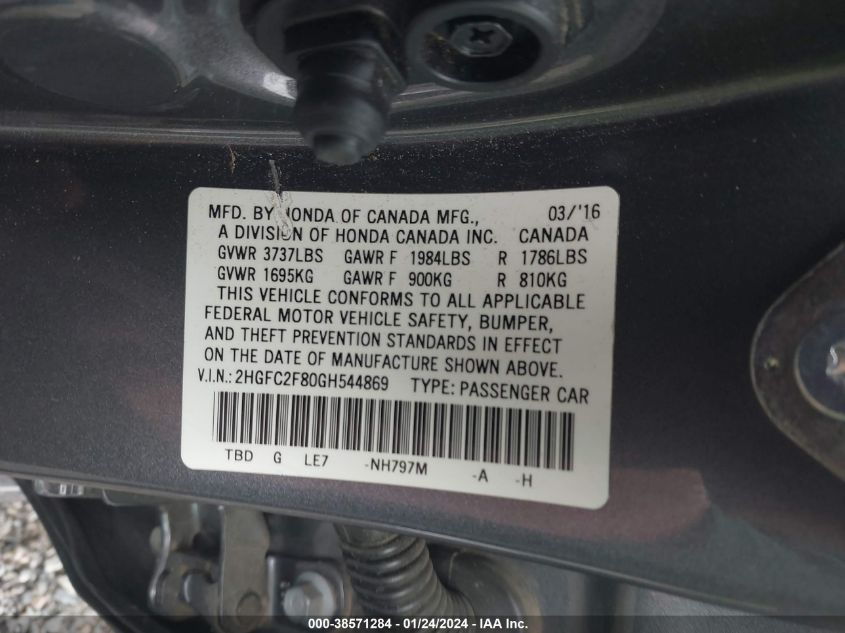 MFD. BY HONDA OF CANADA MFG., 03/'16
A DIVISION OF HONDA CANADA INC. CANADA
GVWR 3737LBS GAWR F 1984LBS R 1786LBS
GVWR 1695KG GAWR F 900KG R 810KG
THIS VEHICLE CONFORMS TO ALL APPLICABLE
FEDERAL MOTOR VEHICLE SAFETY, BUMPER,
AND THEFT PREVENTION STANDARDS IN EFFECT
ON THE DATE OF MANUFACTURE SHOWN ABOVE.
V.I.N.: 2HGFC2F80GH544869 TYPE: PASSENGER CAR
TBD G LE7 -NH797M -A -H
000-38571284 - 01/24/2024 - IAA Inc.